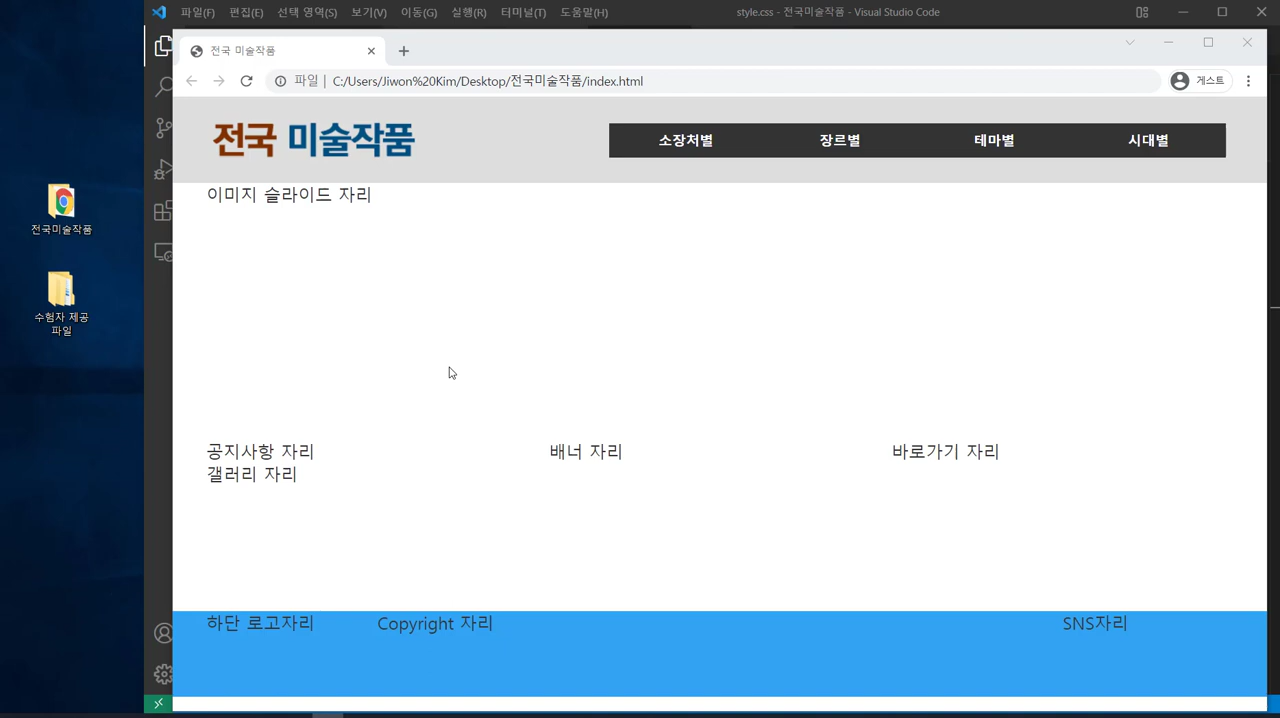 파일(F) 편집(E) 선택 영역(S) 보기(V) 이동(G) 실행(R) 터미널(T) 도움말(H) style.css - 전국미술작품 - Visual Studio Code
전국 미술작품
파일 | C:/Users/Jiwon%20Kim/Desktop/전국미술작품/index.html 게스트
전국 미술작품 소장처별 장르별 테마별 시대별
이미지 슬라이드 자리
전국미술작품
수험자 제공
파일
공지사항 자리 배너 자리 바로가기 자리
갤러리 자리
하단 로고자리 Copyright 자리 SNS자리